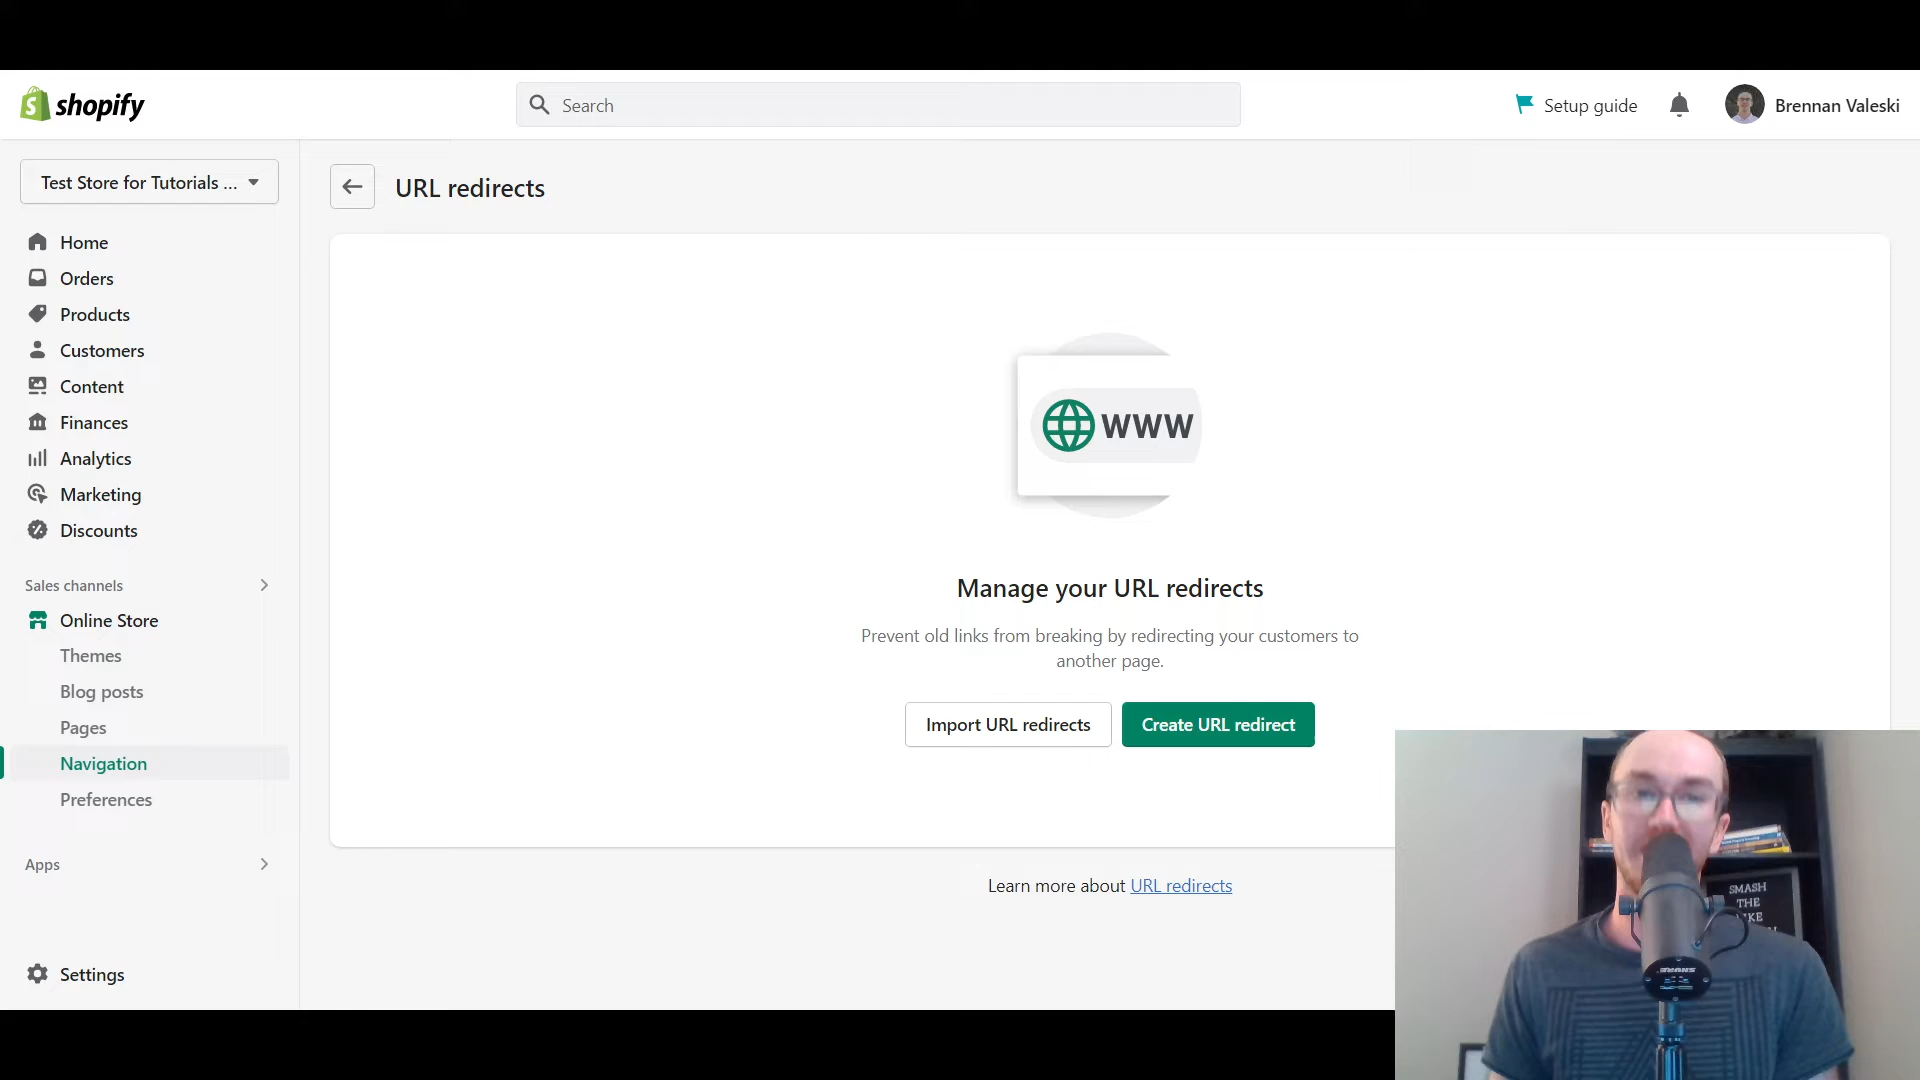 shopify
Search
Setup guide
Brennan Valeski
Test Store for Tutorials ...
URL redirects
Home
Orders
Products
Customers
Content
Finances
Analytics
Marketing
Discounts
Sales channels
Online Store
Themes
Blog posts
Pages
Navigation
Preferences
Apps
Settings
WWW
Manage your URL redirects
Prevent old links from breaking by redirecting your customers to
another page.
Import URL redirects
Create URL redirect
Learn more about URL redirects
SMASH
THE
SHURE